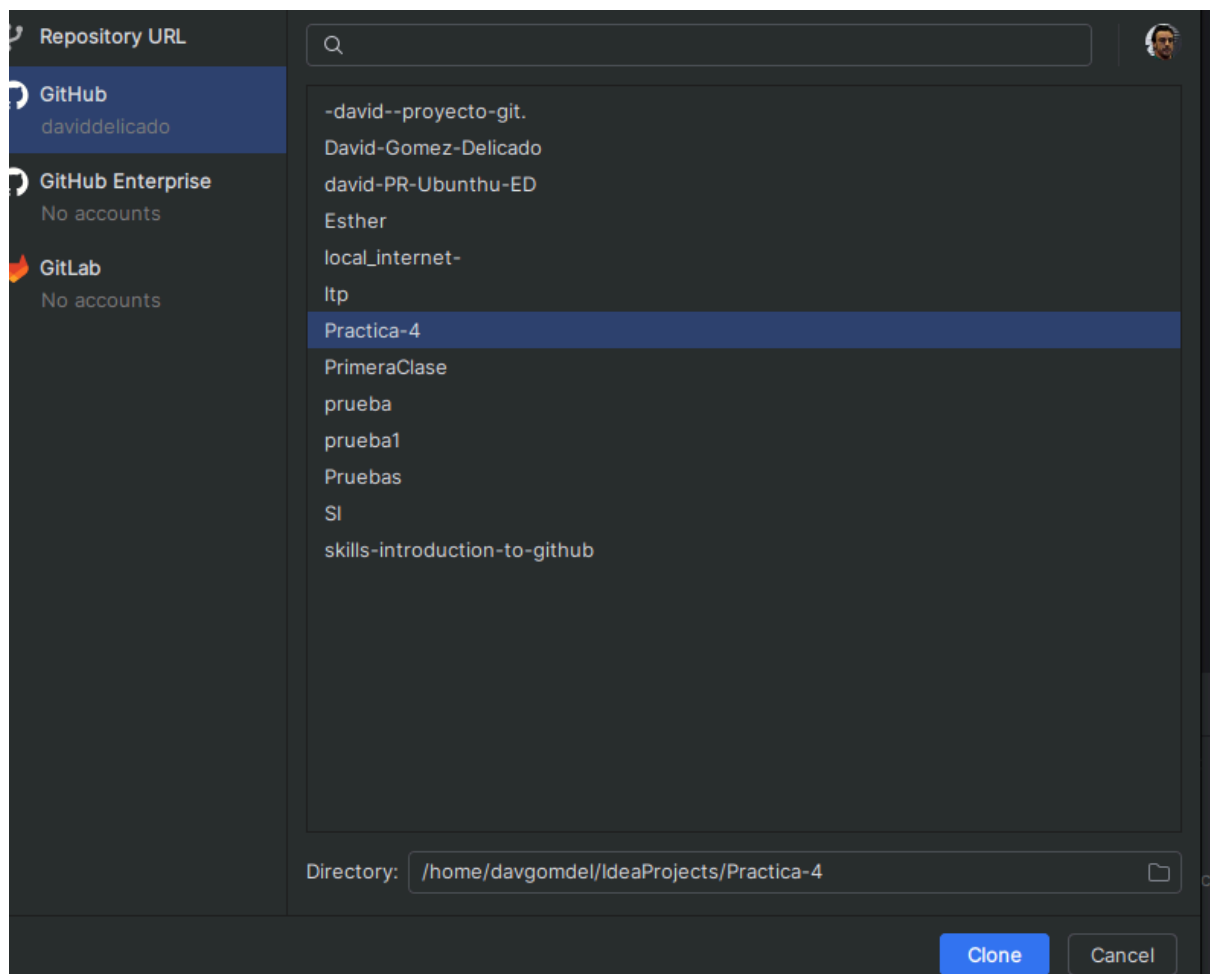 Repository URL
GitHub
daviddelicado
GitHub Enterprise
No accounts
GitLab
No accounts
-david--proyecto-git.
David-Gomez-Delicado
david-PR-Ubunthu-ED
Esther
local_internet-
ltp
Practica-4
PrimeraClase
prueba
prueba1
Pruebas
SI
skills-introduction-to-github
Directory: /home/davgomdel/IdeaProjects/Practica-4
Clone Cancel